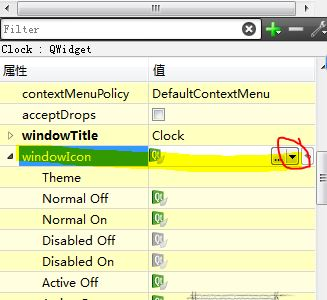 Filter
Clock : QWidget
属性 值
contextMenuPolicy DefaultContextMenu
acceptDrops
windowTitle Clock
windowIcon ...
Theme
Normal Off
Normal On
Disabled Off
Disabled On
Active Off